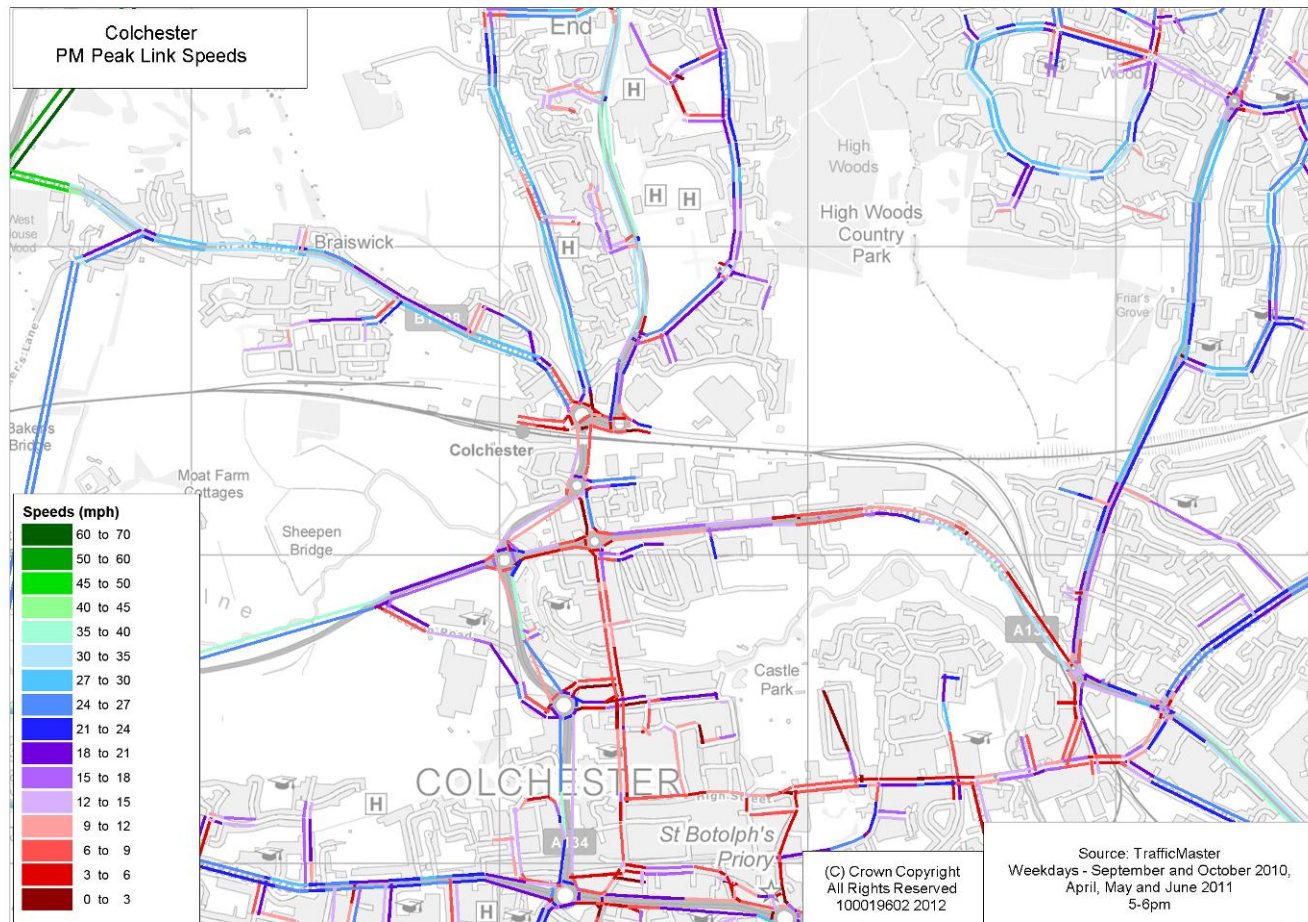 Colchester
PM Peak Link Speeds
End
H
High
Woods
H H
High Woods
Country
Park
Braiswick
H
Friar's
Grove
Colchester
Baker's
Bridge
Moat Farm
Cottages
Sheepen
Bridge
Speeds (mph)
60 to 70
50 to 60
45 to 50
40 to 45
35 to 40
30 to 35
27 to 30
24 to 27
21 to 24
18 to 21
15 to 18
12 to 15
9 to 12
6 to 9
3 to 6
0 to 3
Castle
Park
COLCHESTER
High Street
H
St Botolph's
Priory
A134
H
(C) Crown Copyright
All Rights Reserved
100019602 2012
Source: TrafficMaster
Weekdays - September and October 2010,
April, May and June 2011
5-6pm